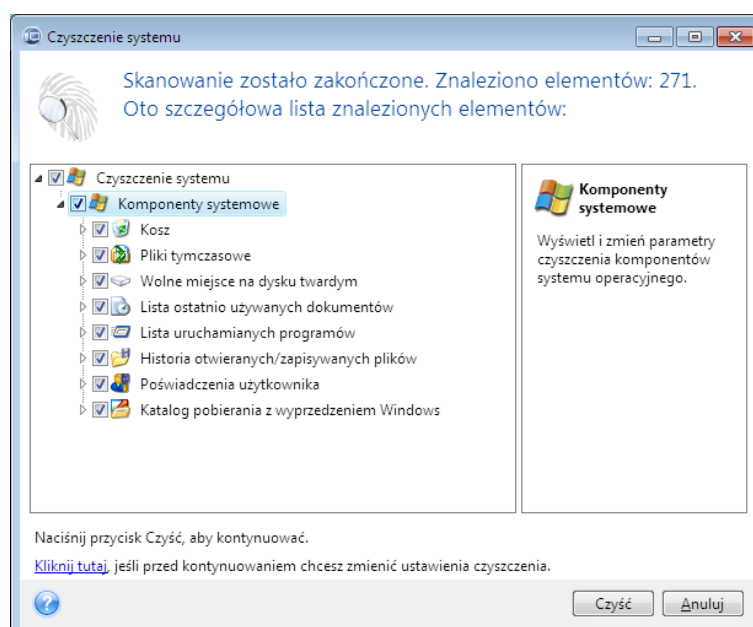 Czyszczenie systemu
Skanowanie zostało zakończone. Znaleziono elementów: 271.
Oto szczegółowa lista znalezionych elementów:
Czyszczenie systemu
Komponenty systemowe
Kosz
Pliki tymczasowe
Wolne miejsce na dysku twardym
Lista ostatnio używanych dokumentów
Lista uruchamianych programów
Historia otwieranych/zapisywanych plików
Poświadczenia użytkownika
Katalog pobierania z wyprzedzeniem Windows
Komponenty
systemowe
Wyświetl i zmień parametry
czyszczenia komponentów
systemu operacyjnego.
Naciśnij przycisk Czyść, aby kontynuować.
Kliknij tutaj, jeśli przed kontynuowaniem chcesz zmienić ustawienia czyszczenia.
Czyść Anuluj